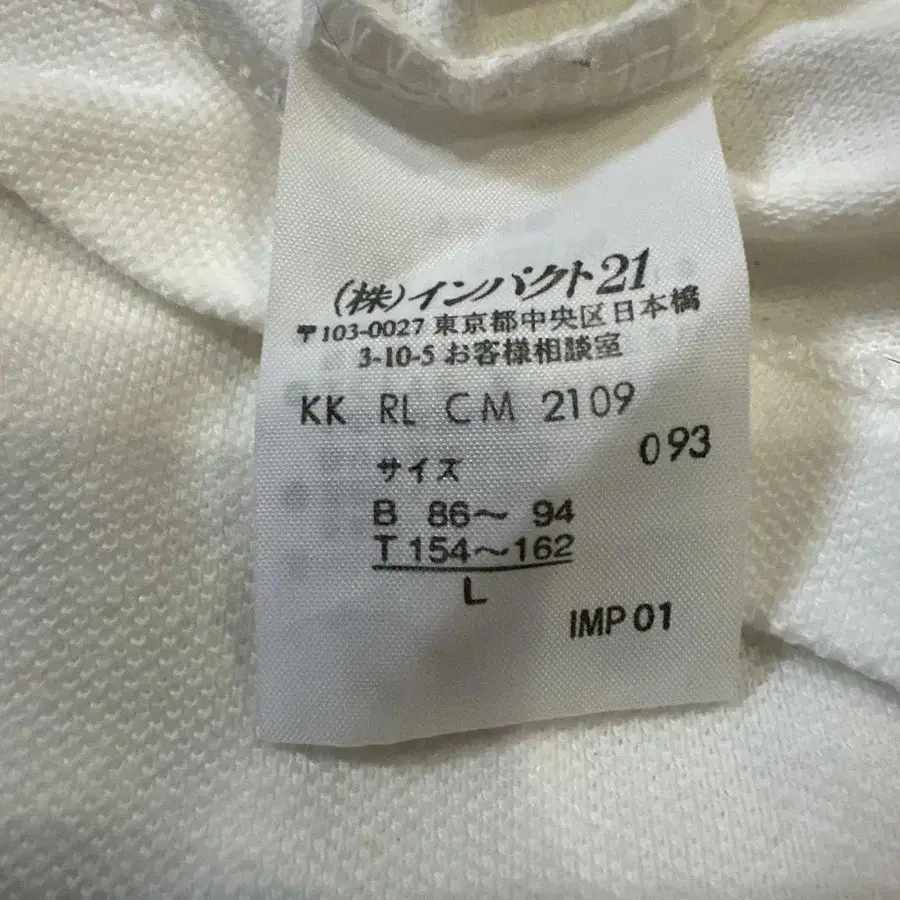 (株)インパクト21
〒103-0027 東京都中央区日本橋
3-10-5 お客様相談室
KK RL CM 2109
093
サイズ
B 86〜 94
T 154〜162
L
IMP 01